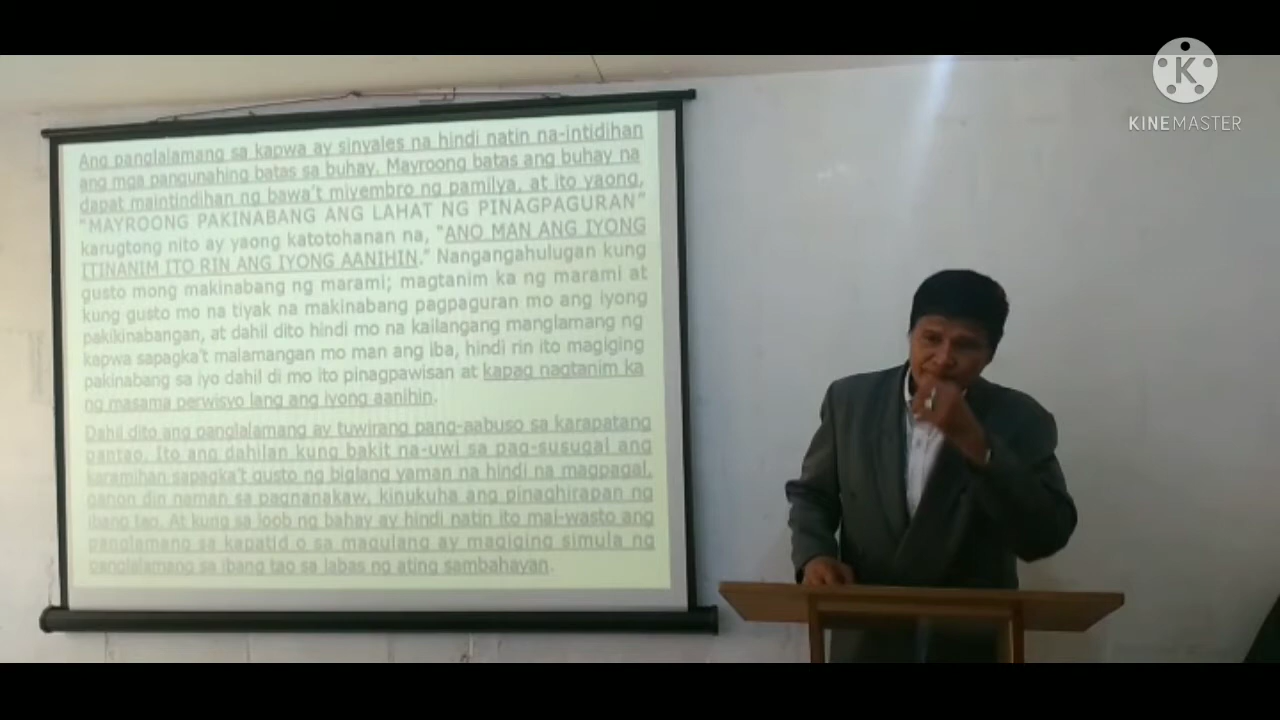 Ang panglalamang sa kapwa ay sinyales na hindi natin na-intidihan
ang mga pangunahing batas sa buhay. Mayroong batas ang buhay na
dapat maintindihan ng bawa't miyembro ng pamilya, at ito yaong,
"MAYROONG PAKINABANG ANG LAHAT NG PINAGPAGURAN"
karugtong nito ay yaong katotohanan na, "ANO MAN ANG IYONG
ITINANIM ITO RIN ANG IYONG AANIHIN." Nangangahulugan kung
gusto mong makinabang ng marami; magtanim ka ng marami at
kung gusto mo na tiyak na makinabang pagpaguran mo ang iyong
pakikinabangan, at dahil dito hindi mo na kailangang manglamang ng
kapwa sapagka't malamangan mo man ang iba, hindi rin ito magiging
pakinabang sa iyo dahil di mo ito pinagpawisan at kapag nagtanim ka
ng masama perwisyo lang ang iyong aanihin.
Dahil dito ang panglalamang ay tuwirang pang-aabuso sa karapatang
pantao. Ito ang dahilan kung bakit na-uwi sa pag-susugal ang
karamihan sapagka't gusto ng biglang yaman na hindi na magpagal,
ganon din naman sa pagnanakaw, kinukuha ang pinaghirapan ng
ibang tao. At kung sa loob ng bahay ay hindi natin ito mai-wasto ang
panglamang sa kapatid o sa magulang ay magiging simula ng
panglalamang sa ibang tao sa labas ng ating sambahayan.
K
KINEMASTER